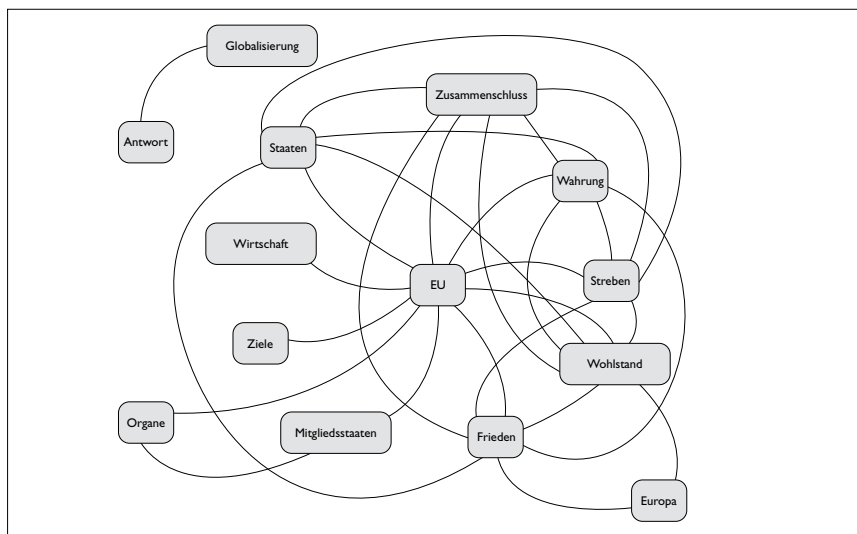 Globalisierung
Zusammenschluss
Antwort
Staaten
Wahrung
Wirtschaft
Streben
EU
Ziele
Wohlstand
Organe
Mitgliedsstaaten
Frieden
Europa